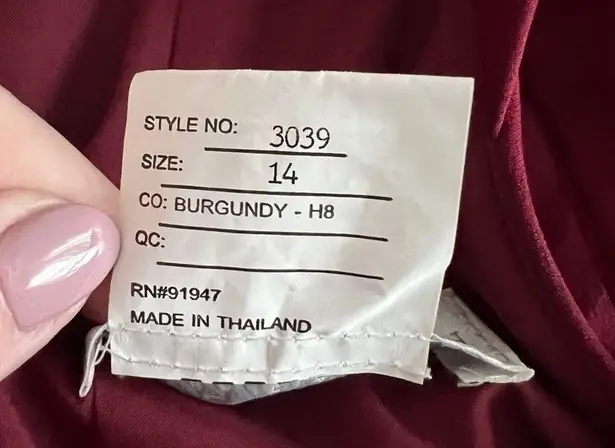 STYLE NO: 3039
SIZE: 14
CO: BURGUNDY - H8
QC:
RN#91947
MADE IN THAILAND